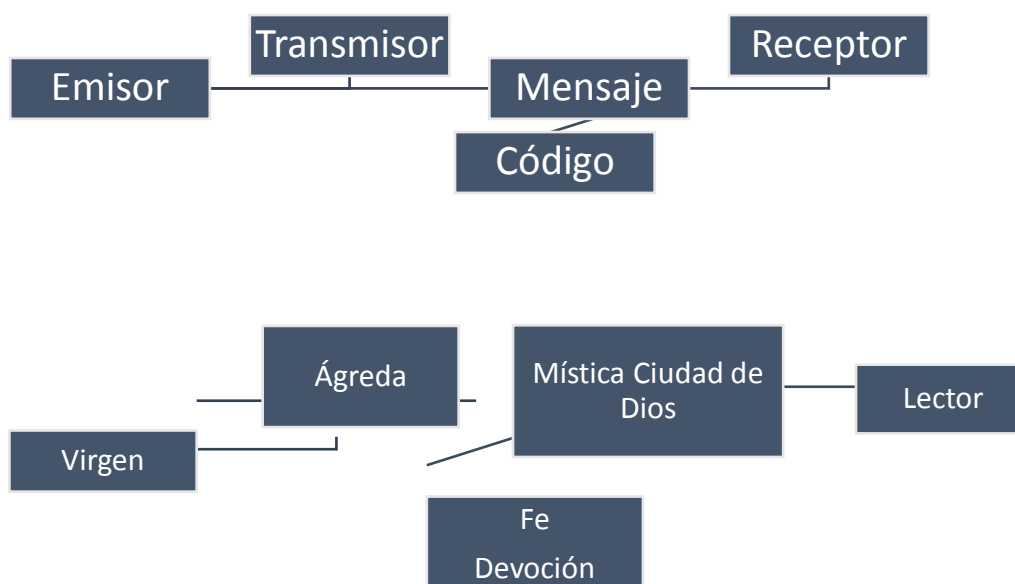 Transmisor
Receptor
Emisor
Mensaje
Código
Ágreda
Mística Ciudad de
Dios
Lector
Virgen
Fe
Devoción